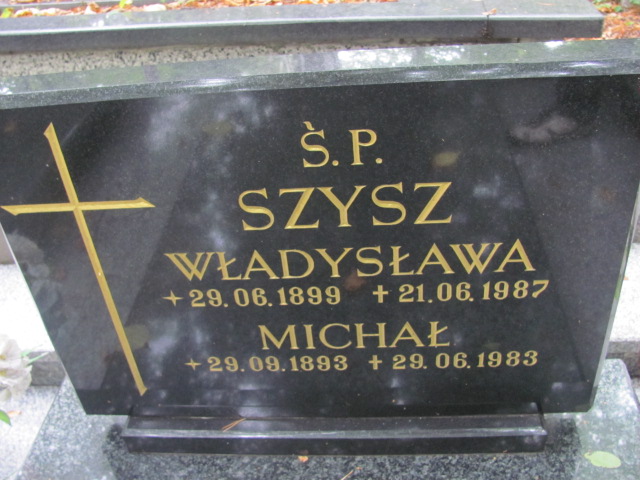 Ś.P.
SZYSZ
WŁADYSŁAWA
✦ 29.06.1899 ✝ 21.06.1987
MICHAŁ
✦ 29.09.1893 ✝ 29.06.1983